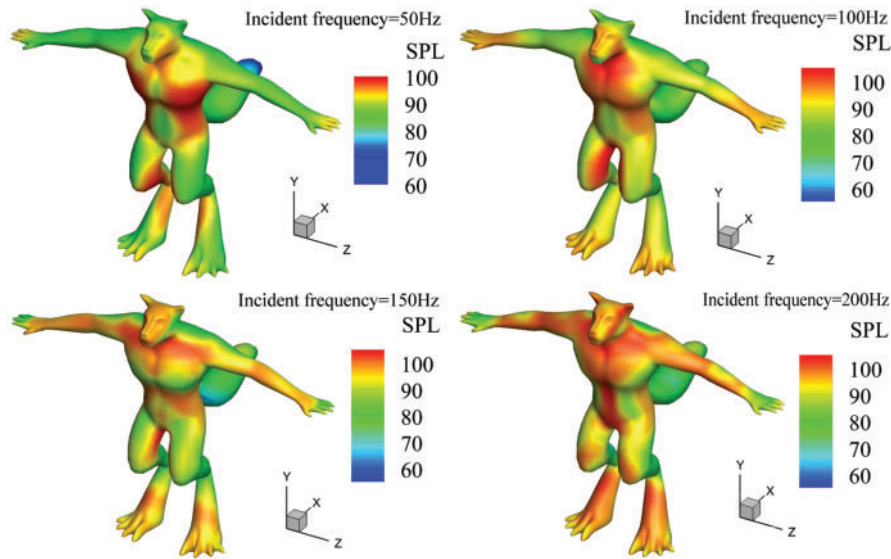 Incident frequency=50Hz
SPL
100
90
80
70
60
Y
X
Z
Incident frequency=100Hz
SPL
100
90
80
70
60
Y
X
Z
Incident frequency=150Hz
SPL
100
90
80
70
60
Y
X
Z
Incident frequency=200Hz
SPL
100
90
80
70
60
Y
X
Z